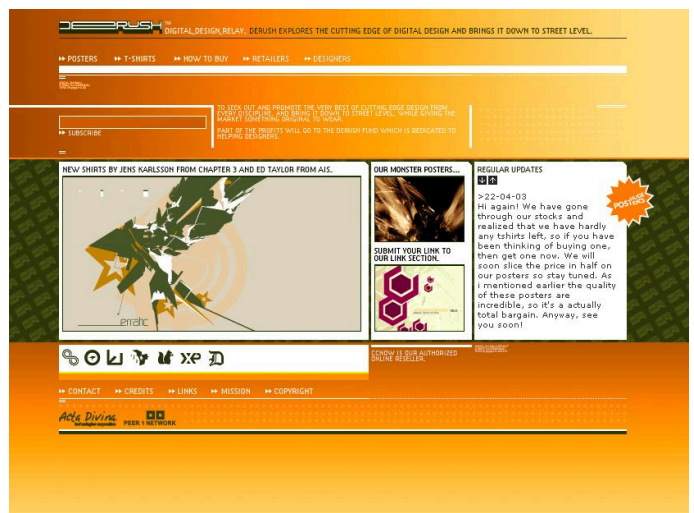 DERUSH™
DIGITAL_DESIGN_RELAY. DERUSH EXPLORES THE CUTTING EDGE OF DIGITAL DESIGN AND BRINGS IT DOWN TO STREET LEVEL.
POSTERS T-SHIRTS HOW TO BUY RETAILERS DESIGNERS
TO SEEK OUT AND PROMOTE THE VERY BEST OF CUTTING EDGE DESIGN FROM
EVERY DISCIPLINE, AND BRING IT DOWN TO STREET LEVEL, WHILE GIVING THE
MARKET SOMETHING ORIGINAL TO WEAR.
PART OF THE PROFITS WILL GO TO THE DERUSH FUND WHICH IS DEDICATED TO
HELPING DESIGNERS.
SUBSCRIBE
NEW SHIRTS BY JENS KARLSSON FROM CHAPTER 3 AND ED TAYLOR FROM AIS.
erratic
OUR MONSTER POSTERS...
SUBMIT YOUR LINK TO
OUR LINK SECTION.
REGULAR UPDATES
>22-04-03
Hi again! We have gone
through our stocks and
realized that we have hardly
any tshirts left, so if you have
been thinking of buying one,
then get one now. We will
soon slice the price in half on
our posters so stay tuned. As
i mentioned earlier the quality
of these posters are
incredible, so it's a actually
total bargain. Anyway, see
you soon!
POSTERS
CCNOW IS OUR AUTHORIZED
ONLINE RESELLER.
CONTACT CREDITS LINKS MISSION COPYRIGHT
Acta Divina
PEER 1 NETWORK